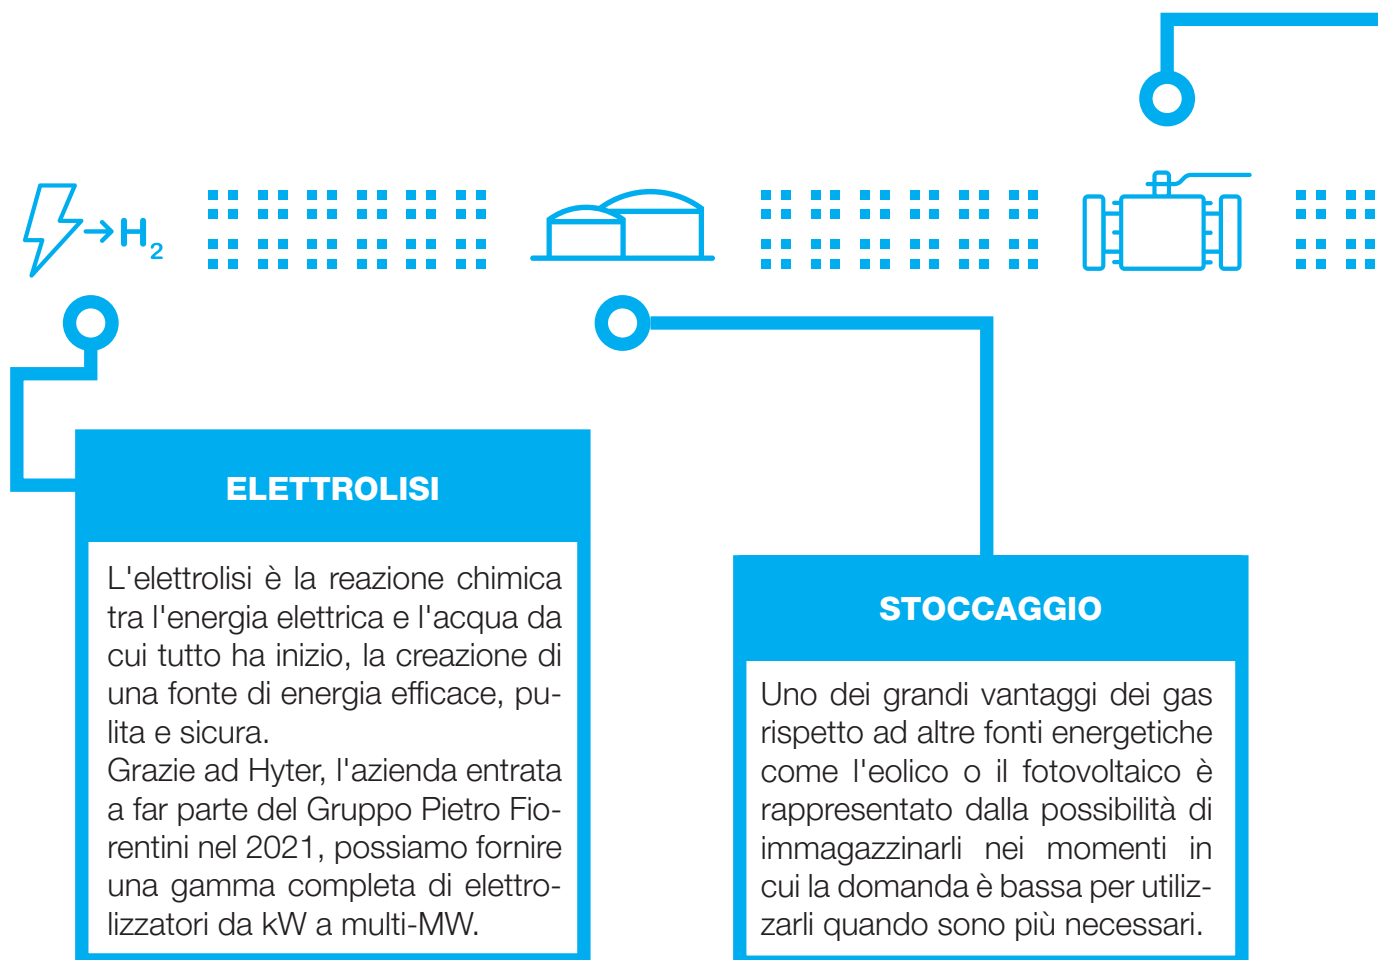 H2
ELETTROLISI
L'elettrolisi è la reazione chimica
tra l'energia elettrica e l'acqua da
cui tutto ha inizio, la creazione di
una fonte di energia efficace, pu-
lita e sicura.
Grazie ad Hyter, l'azienda entrata
a far parte del Gruppo Pietro Fio-
rentini nel 2021, possiamo fornire
una gamma completa di elettro-
lizzatori da kW a multi-MW.
STOCCAGGIO
Uno dei grandi vantaggi dei gas
rispetto ad altre fonti energetiche
come l'eolico o il fotovoltaico è
rappresentato dalla possibilità di
immagazzinarli nei momenti in
cui la domanda è bassa per utiliz-
zarli quando sono più necessari.